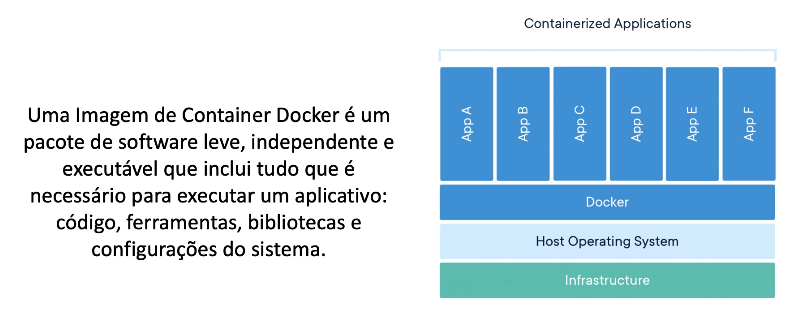 Uma Imagem de Container Docker é um
pacote de software leve, independente e
executável que inclui tudo que é
necessário para executar um aplicativo:
código, ferramentas, bibliotecas e
configurações do sistema.
Containerized Applications
App A
App B
App C
App D
App E
App F
Docker
Host Operating System
Infrastructure